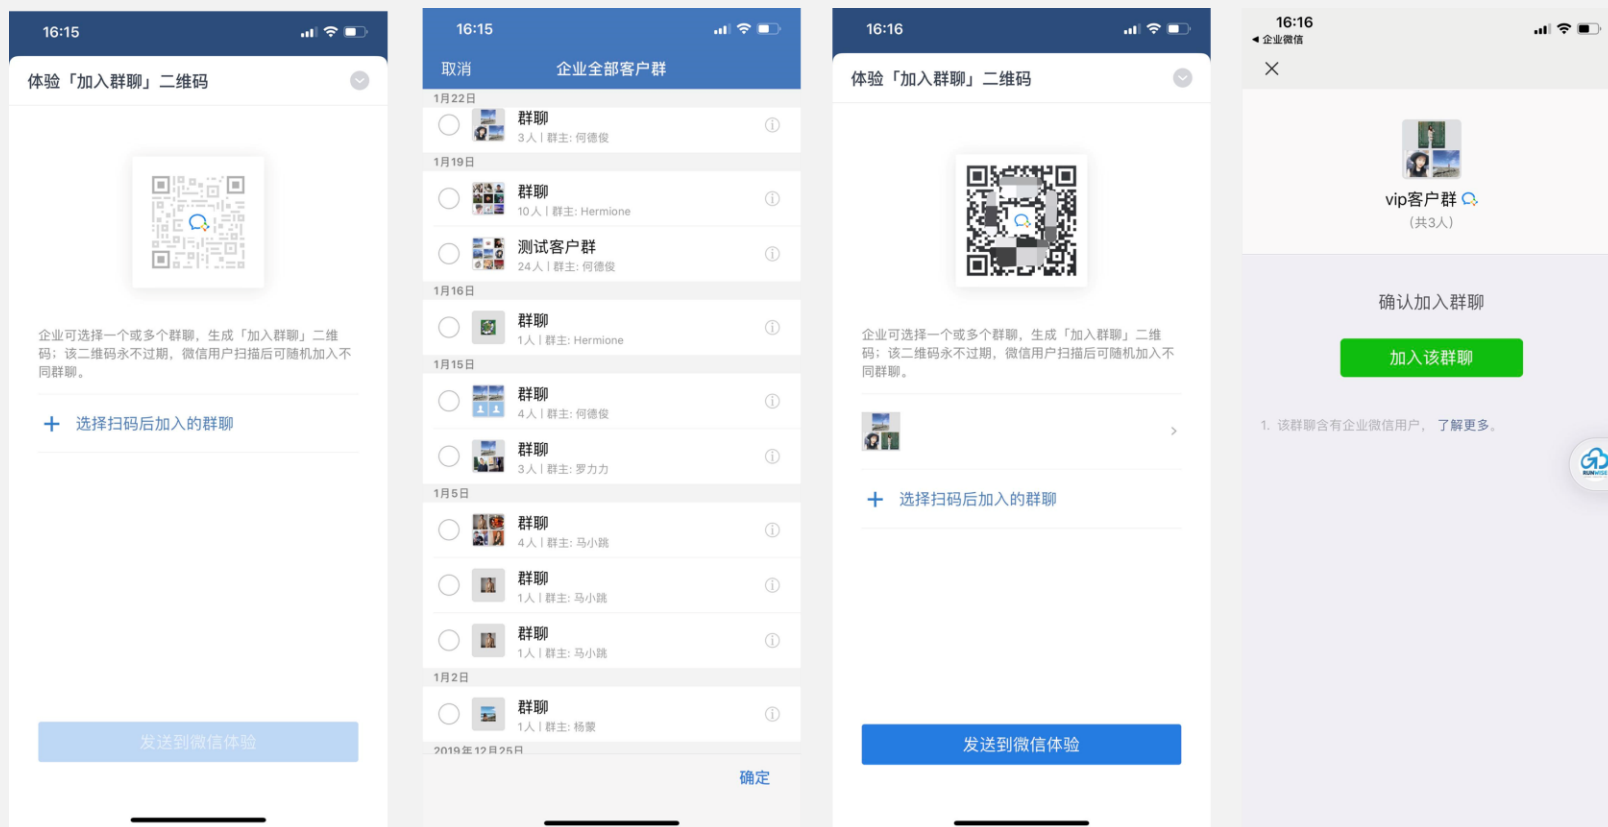 16:15
体验「加入群聊」二维码
企业可选择一个或多个群聊，生成「加入群聊」二维
码；该二维码永不过期，微信用户扫描后可随机加入不
同群聊。
+ 选择扫码后加入的群聊
发送到微信体验
16:15
取消
企业全部客户群
1月22日
群聊
3人 | 群主: 何德俊
1月19日
群聊
10人 | 群主: Hermione
测试客户群
24人 | 群主: 何德俊
1月16日
群聊
1人 | 群主: Hermione
1月15日
群聊
4人 | 群主: 何德俊
群聊
3人 | 群主: 罗力力
1月5日
群聊
4人 | 群主: 马小跳
群聊
1人 | 群主: 马小跳
群聊
1人 | 群主: 马小跳
1月2日
群聊
1人 | 群主: 杨蒙
2019年12月25日
确定
16:16
体验「加入群聊」二维码
企业可选择一个或多个群聊，生成「加入群聊」二维
码；该二维码永不过期，微信用户扫描后可随机加入不
同群聊。
+ 选择扫码后加入的群聊
发送到微信体验
16:16
企业微信
vip客户群
(共3人)
确认加入群聊
加入该群聊
1. 该群聊含有企业微信用户，了解更多。
RUNWISE